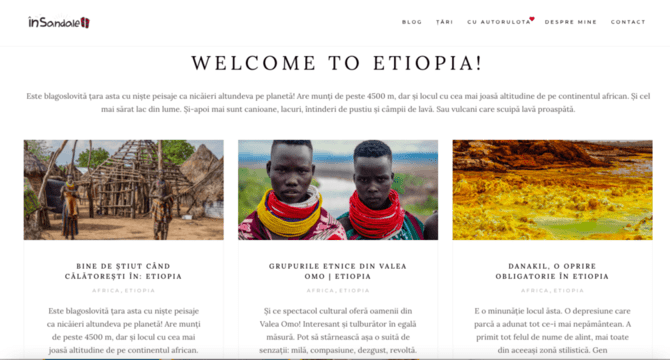 inSandale
BLOG ȚĂRI CU AUTORULOTA DESPRE MINE CONTACT
WELCOME TO ETIOPIA!
Este blagoslovită țara asta cu niște peisaje ca nicăieri altundeva pe planetă! Are munți de peste 4500 m, dar și locul cu cea mai joasă altitudine de pe continentul african. Și cel
mai sărat lac din lume. Și-apoi mai sunt canioane, lacuri, întinderi de pustiu și câmpii de lavă. Sau vulcani care scuipă lavă proaspătă.
BINE DE ȘTIUT CÂND
CĂLĂTOREȘTI ÎN: ETIOPIA
AFRICA, ETIOPIA
Este blagoslovită țara asta cu niște peisaje
ca nicăieri altundeva pe planetă! Are munți
de peste 4500 m, dar și locul cu cea mai
joasă altitudine de pe continentul african.
GRUPURILE ETNICE DIN VALEA
OMO | ETIOPIA
AFRICA, ETIOPIA
Și ce spectacol cultural oferă oamenii din
Valea Omo! Interesant și tulburător în egală
măsură. Pot să stârnească așa o suită de
senzații: milă, compasiune, dezgust, revoltă.
DANAKIL, O OPRIRE
OBLIGATORIE ÎN ETIOPIA
AFRICA, ETIOPIA
E o minunăție locul ăsta. O depresiune care
parcă a adunat tot ce-i mai nepământean. A
primit tot felul de nume de alint, mai toate
din aceeași zonă stilistică. Gen